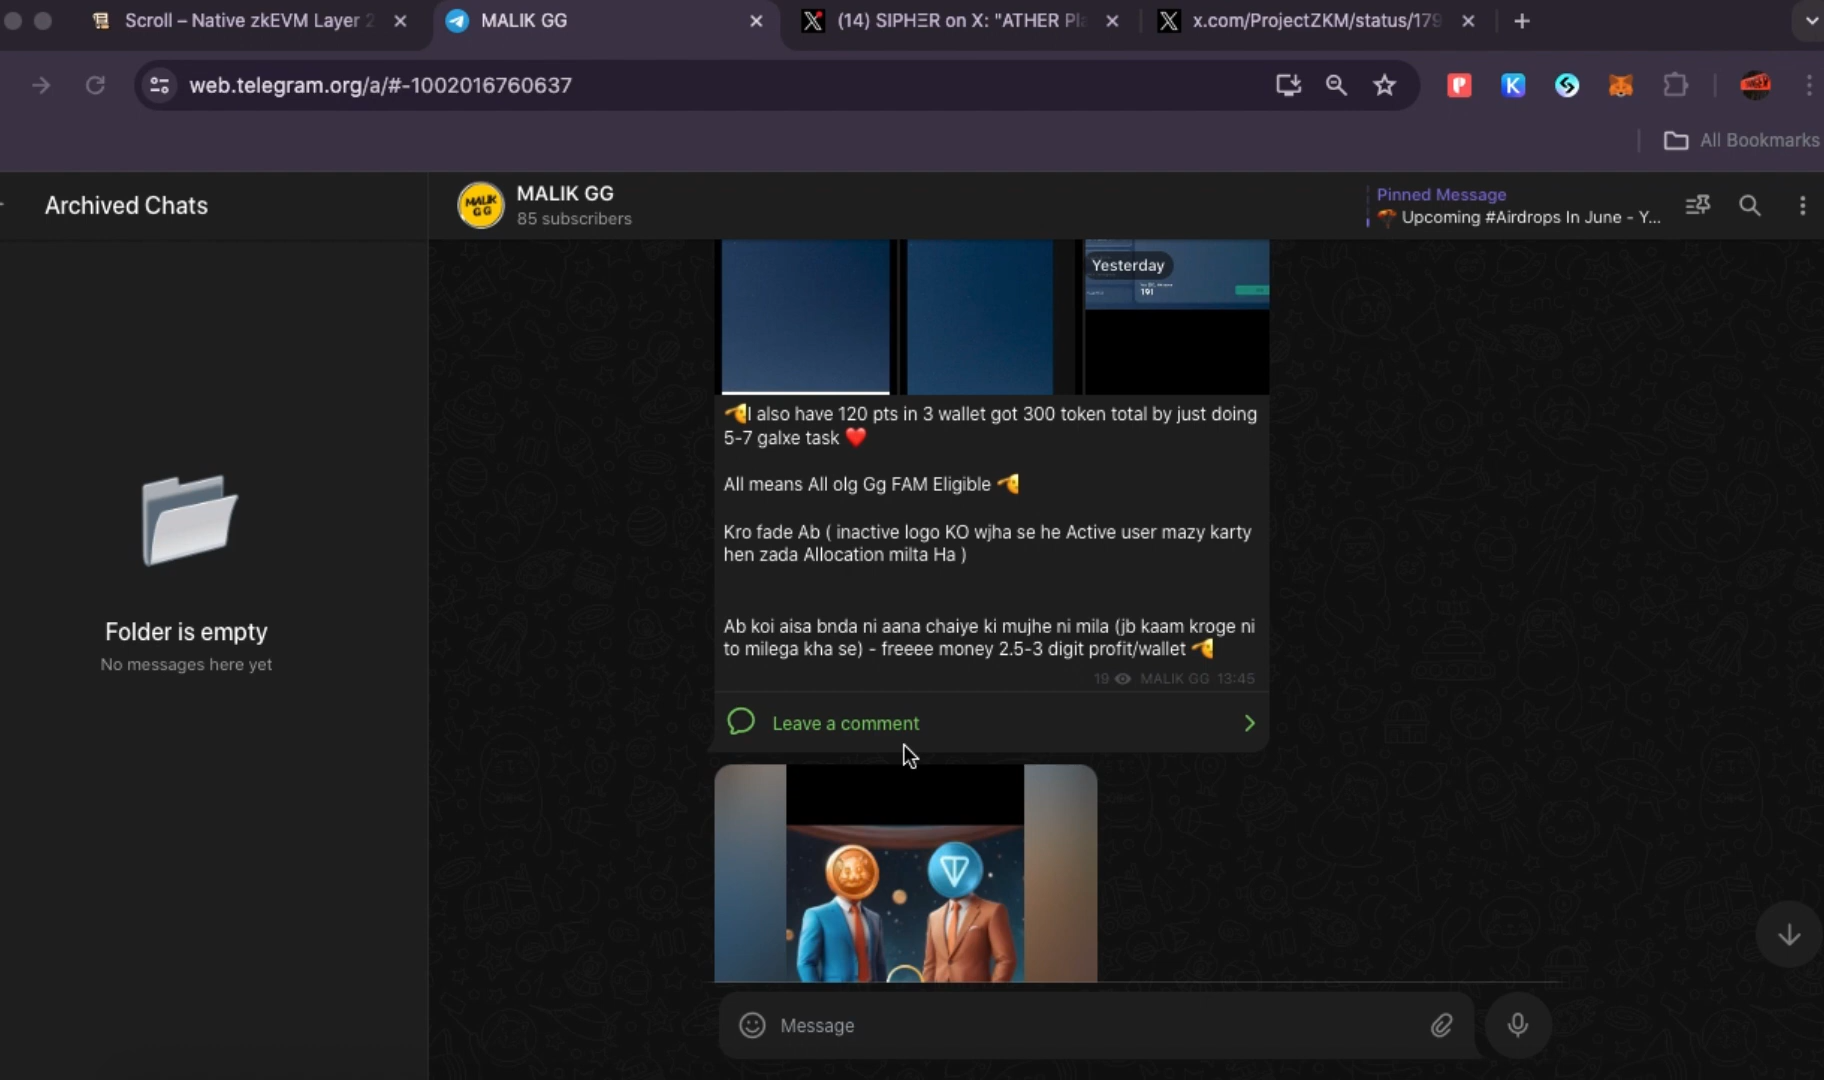 Scroll – Native zkEVM Layer 2
MALIK GG
(14) SIPHER on X: "ATHER Pla
x.com/ProjectZKM/status/179
web.telegram.org/a/#-1002016760637
All Bookmarks
Archived Chats
MALIK GG
85 subscribers
Pinned Message
Upcoming #Airdrops In June - Y...
Yesterday
191
I also have 120 pts in 3 wallet got 300 token total by just doing
5-7 galxe task ❤️
All means All olg Gg FAM Eligible
Kro fade Ab ( inactive logo KO wjha se he Active user mazy karty
hen zada Allocation milta Ha )
Ab koi aisa bnda ni aana chaiye ki mujhe ni mila (jb kaam kroge ni
to milega kha se) - freeee money 2.5-3 digit profit/wallet
19 MALIK GG 13:45
Leave a comment
Folder is empty
No messages here yet
Message